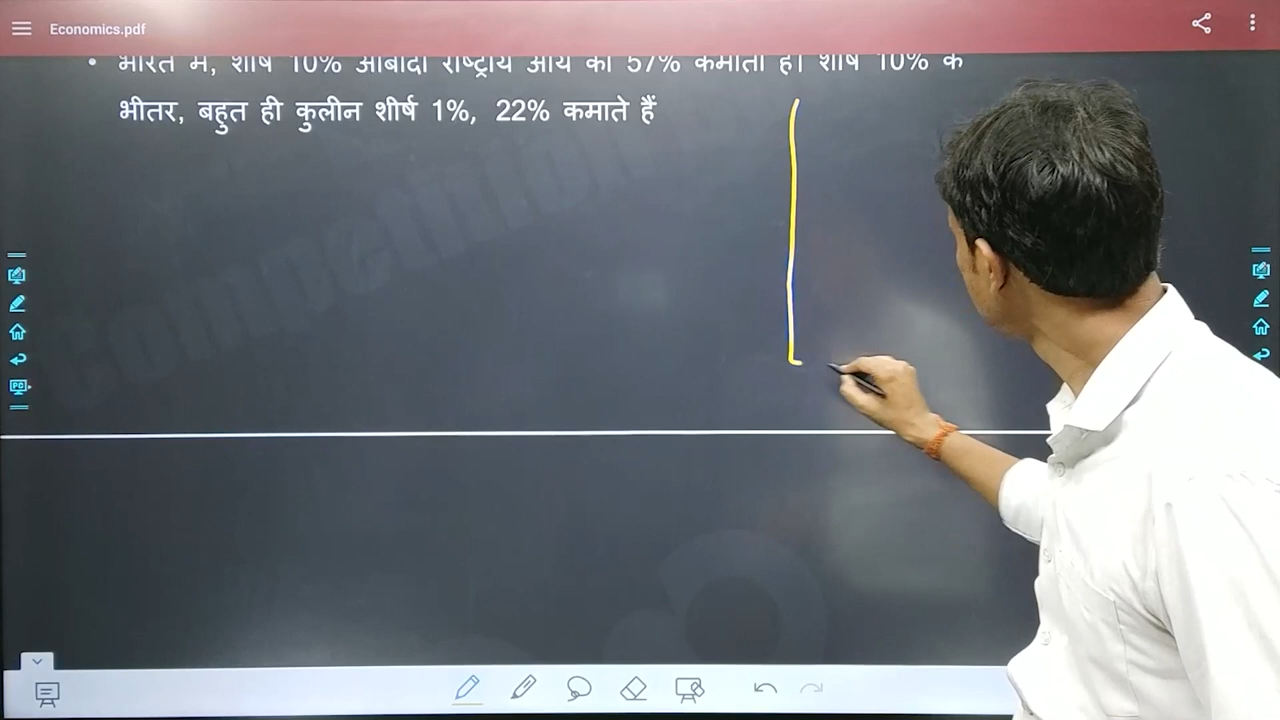 Economics.pdf
• भारत में, शीर्ष 10% आबादी राष्ट्रीय आय का 57% कमाती है। शीर्ष 10% के
भीतर, बहुत ही कुलीन शीर्ष 1%, 22% कमाते हैं